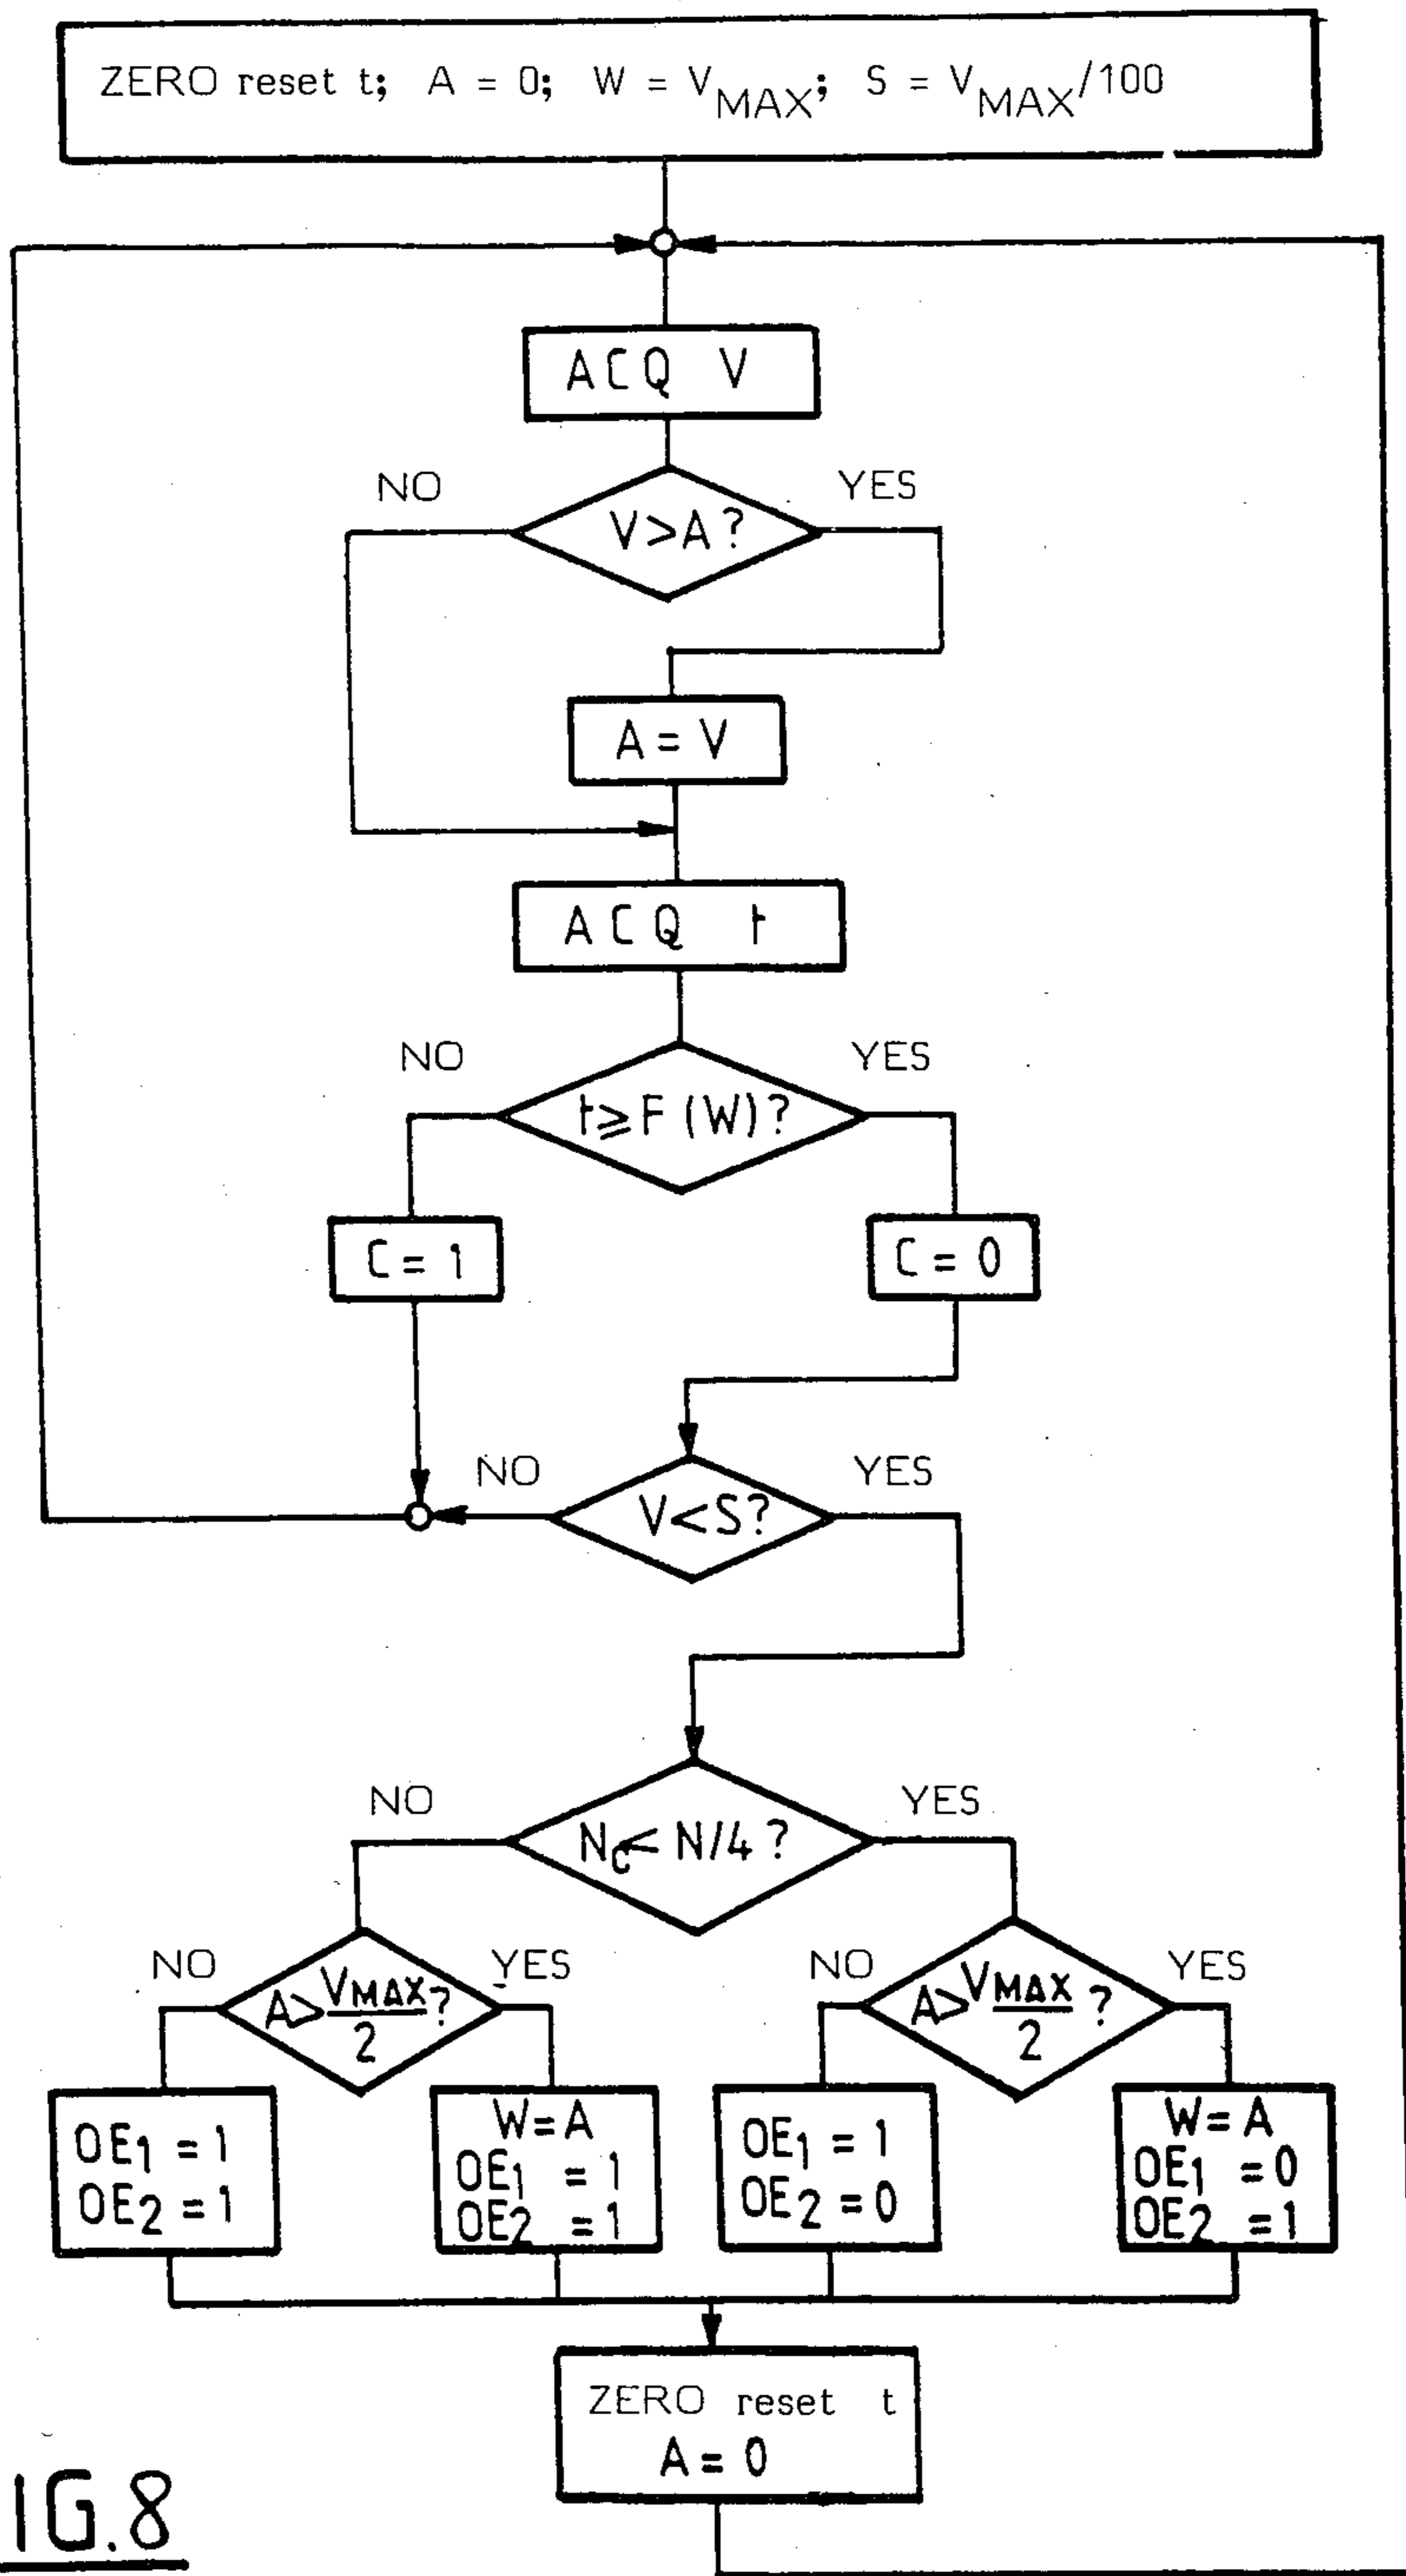 ZERO reset t; A = 0; W = VMAX; S = VMAX/100
ACQ V
NO
YES
V>A?
A = V
ACQ t
NO
YES
t≥F(W)?
C = 1
C = 0
NO
YES
V<S?
NO
YES
NC< N/4?
NO
YES
NO
YES
A>VMAX/2?
A>VMAX/2?
OE1 = 1
OE2 = 1
W=A
OE1 = 1
OE2 = 1
OE1 = 1
OE2 = 0
W=A
OE1 = 0
OE2 = 1
ZERO reset t
A = 0
IG.8